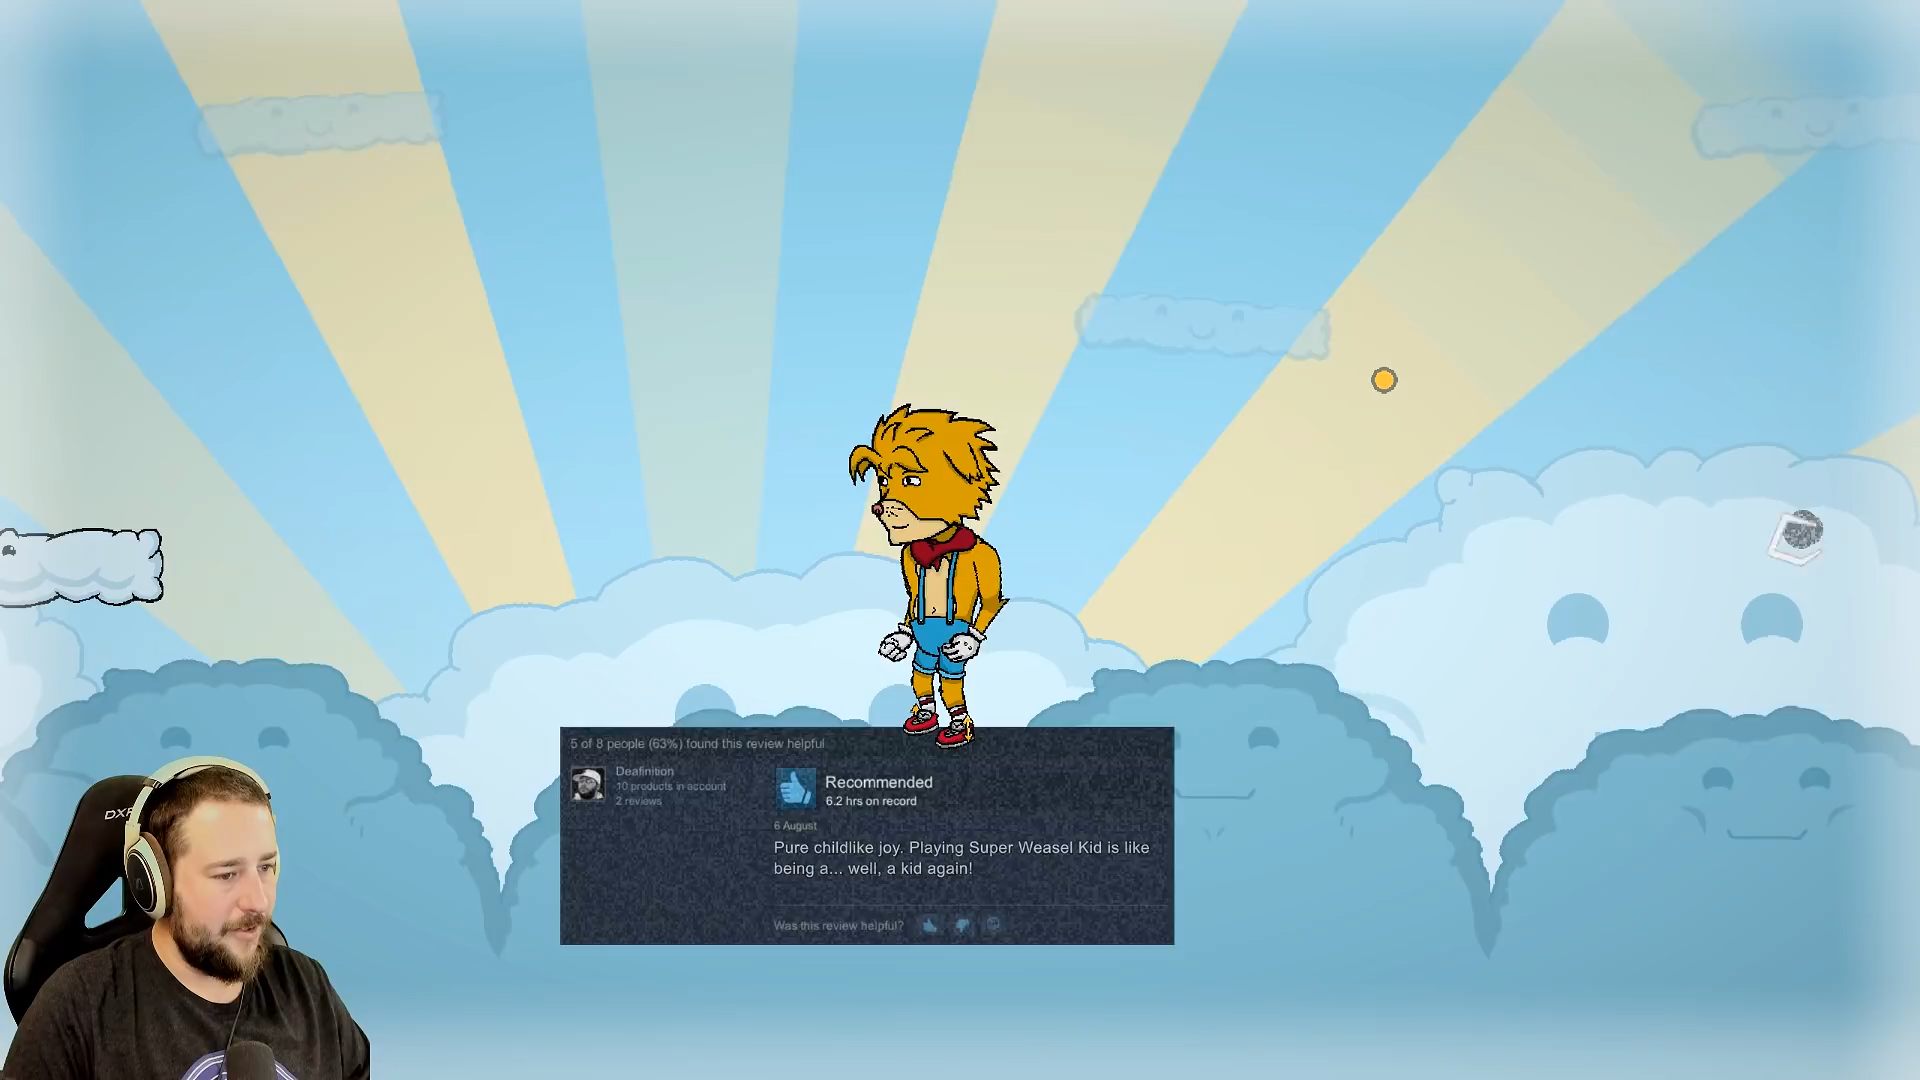 5 of 8 people (63%) found this review helpful
Deafinition
10 products in account
2 reviews
Recommended
6.2 hrs on record
6 August
Pure childlike joy. Playing Super Weasel Kid is like
being a... well, a kid again!
Was this review helpful?